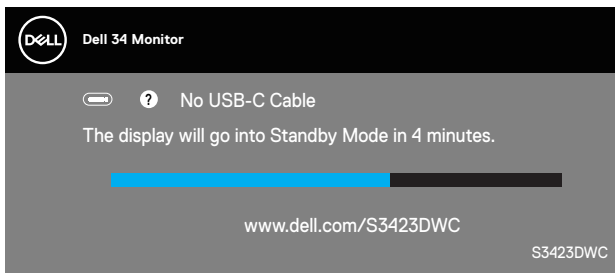 DELL
Dell 34 Monitor
? No USB-C Cable
The display will go into Standby Mode in 4 minutes.
www.dell.com/S3423DWC
S3423DWC